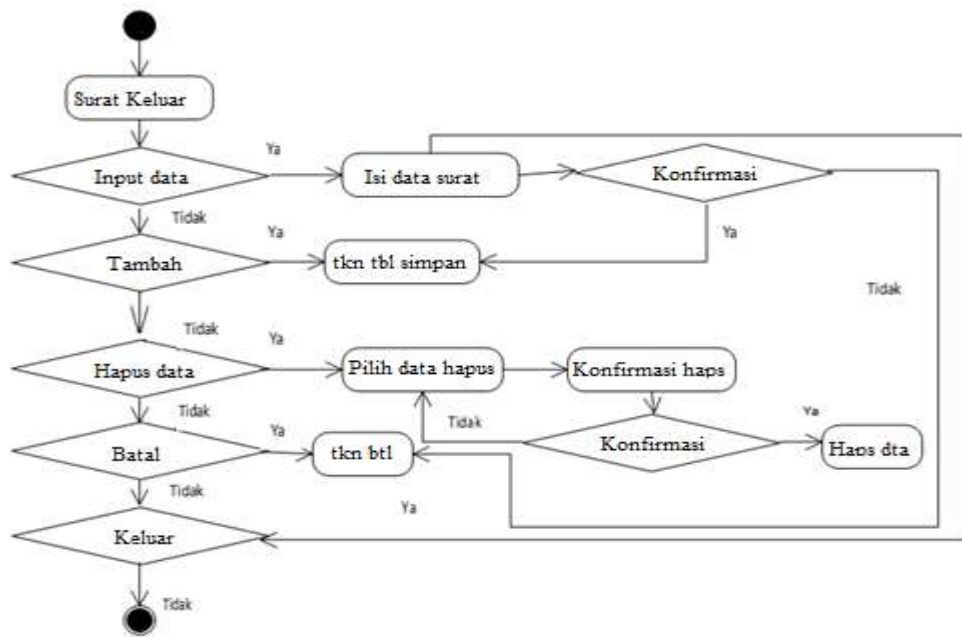 Surat Keluar
Ya
Input data
Isi data surat
Konfirmasi
Tidak
Ya
Ya
Tambah
tkn tbl simpan
Tidak
Tidak
Ya
Hapus data
Pilih data hapus
Konfirmasi haps
Tidak
Ya
Tidak
Ya
Batal
tkn btl
Konfirmasi
Haps dta
Tidak
Ya
Keluar
Tidak